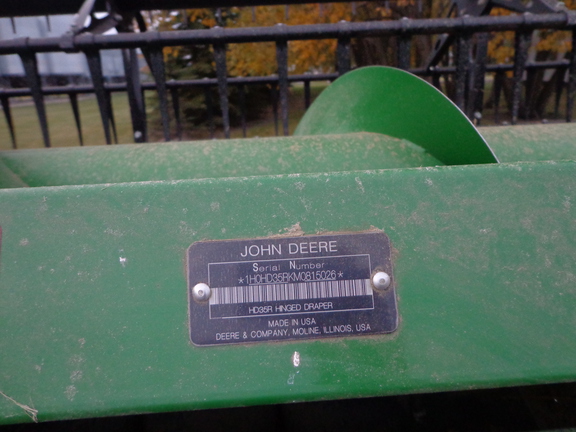 JOHN DEERE
Serial Number
*1H0HD35RKM0815026*
HD35R HINGED DRAPER
MADE IN USA
DEERE & COMPANY, MOLINE, ILLINOIS, USA